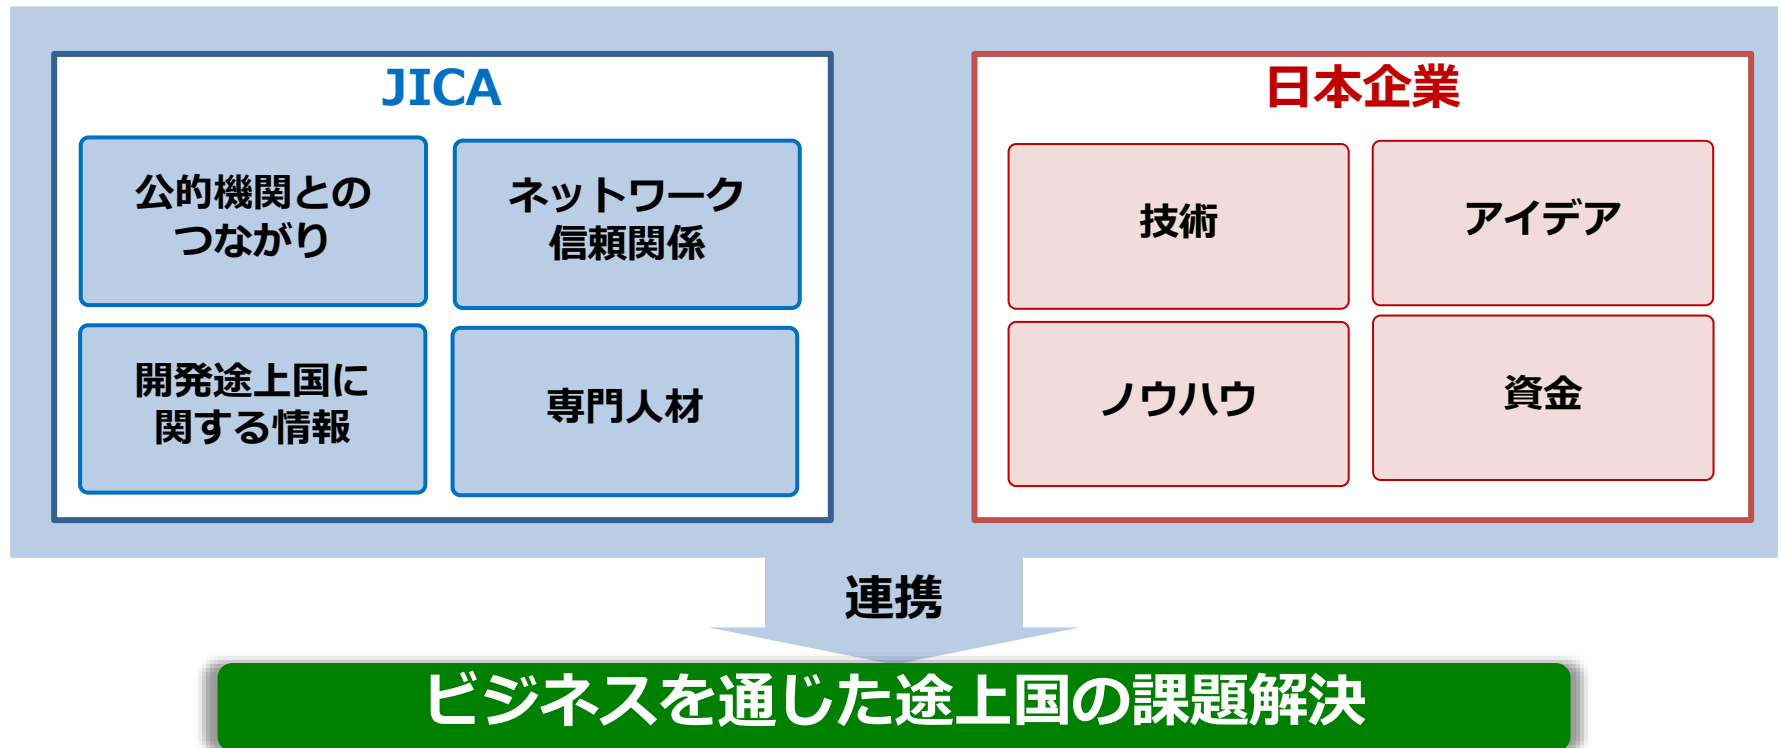 JICA
公的機関との
つながり
ネットワーク
信頼関係
開発途上国に
関する情報
専門人材
日本企業
技術
アイデア
ノウハウ
資金
連携
ビジネスを通じた途上国の課題解決